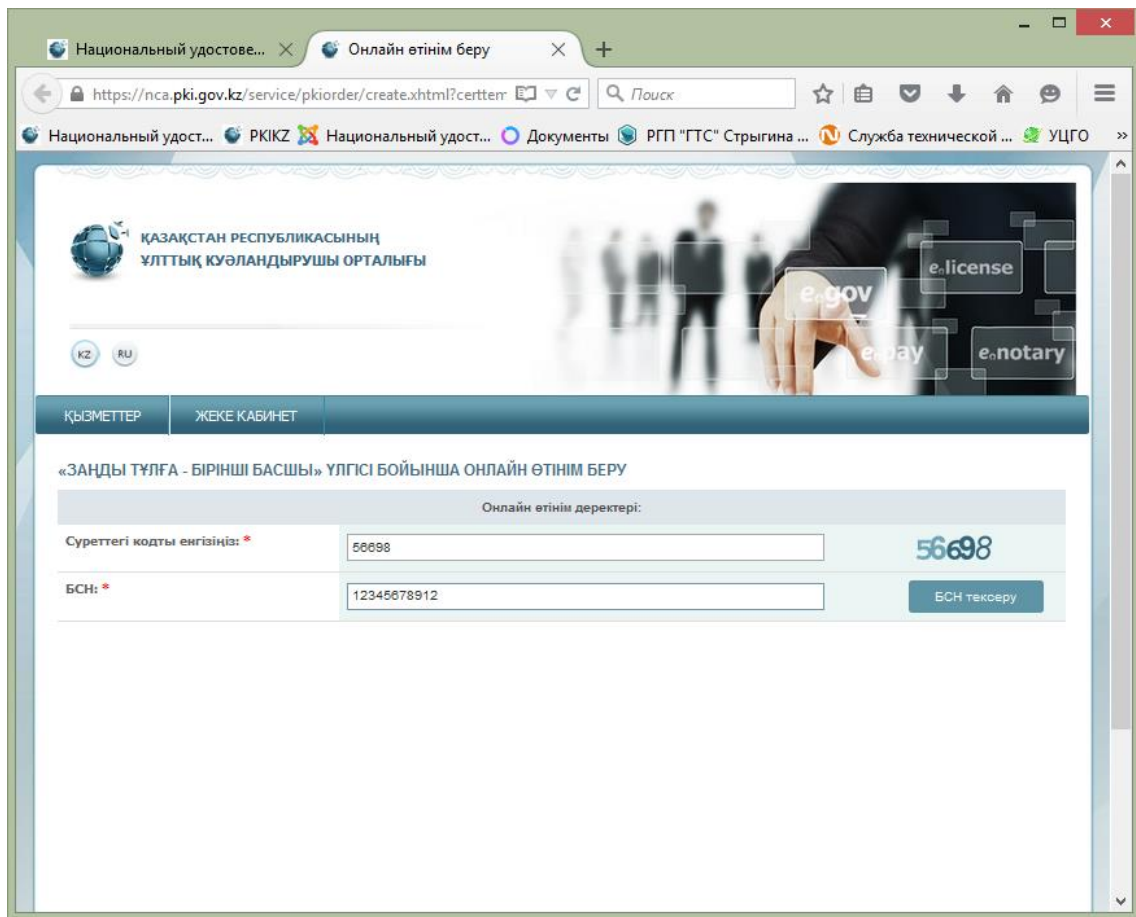 Национальный удостове...
Онлайн өтінім беру
https://nca.pki.gov.kz/service/pkiorder/create.xhtml?certtem
Поиск
Национальный удост... PKIKZ Национальный удост... Документы РГП "ГТС" Стрыгина ... Служба технической ... УЦГО
ҚАЗАҚСТАН РЕСПУБЛИКАСЫНЫҢ
ҰЛТТЫҚ КУӘЛАНДЫРУШЫ ОРТАЛЫҒЫ
e-license
e-gov
e-pay
e-notary
KZ RU
ҚЫЗМЕТТЕР ЖЕКЕ КАБИНЕТ
«ЗАҢДЫ ТҰЛҒА - БІРІНШІ БАСШЫ» ҮЛГІСІ БОЙЫНША ОНЛАЙН ӨТІНІМ БЕРУ
Онлайн өтінім деректері:
Суреттегі кодты енгізіңіз: * 56698 56698
БСН: * 12345678912 БСН тексеру